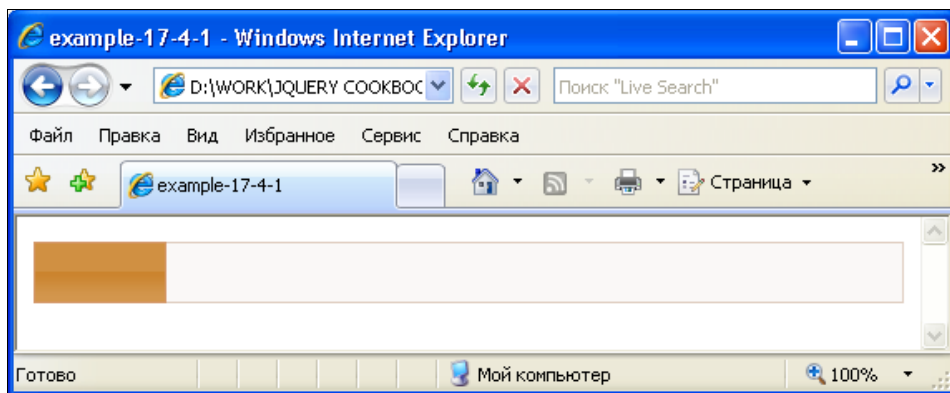 example-17-4-1 - Windows Internet Explorer
D:\WORK\JQUERY COOKBOC
Поиск "Live Search"
Файл Правка Вид Избранное Сервис Справка
example-17-4-1
Страница
Готово
Мой компьютер
100%